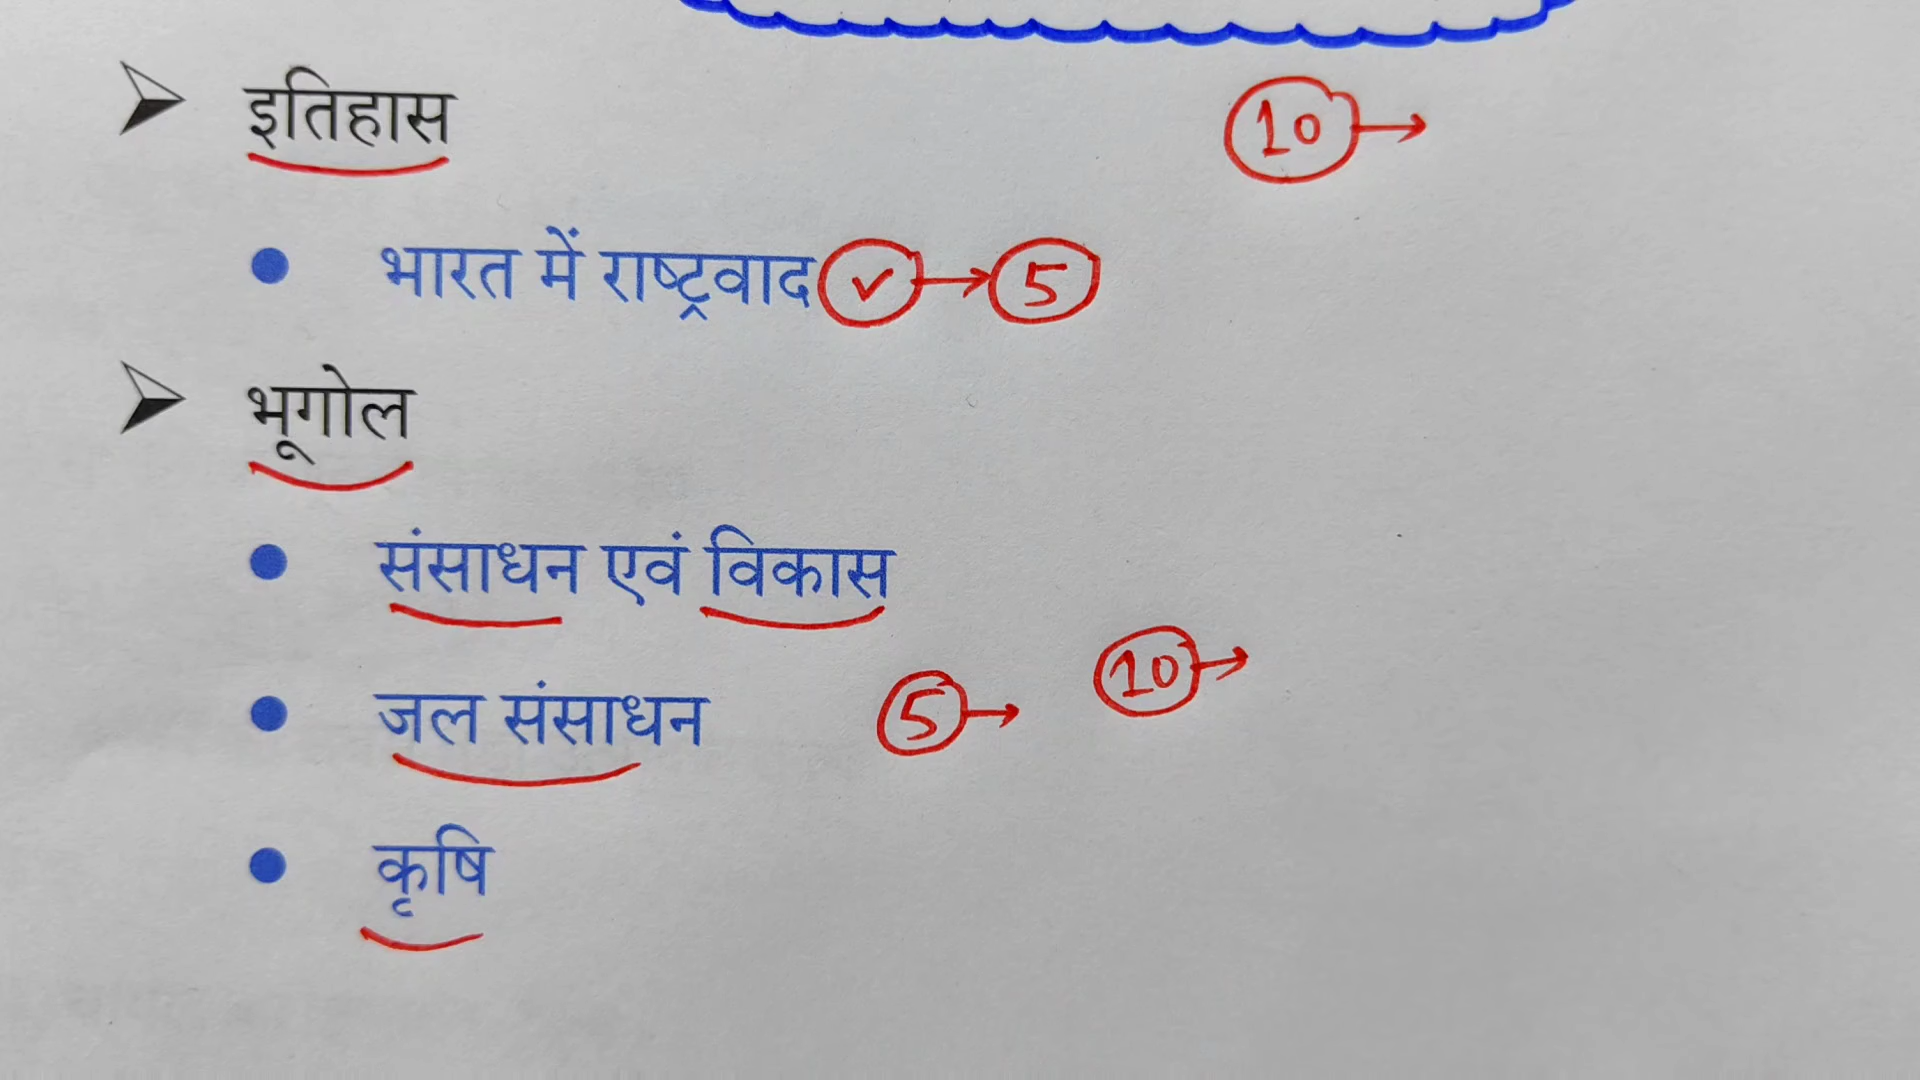 ➤ इतिहास 10 →
• भारत में राष्ट्रवाद ✓ → 5
➤ भूगोल
• संसाधन एवं विकास
10 →
• जल संसाधन 5 →
• कृषि